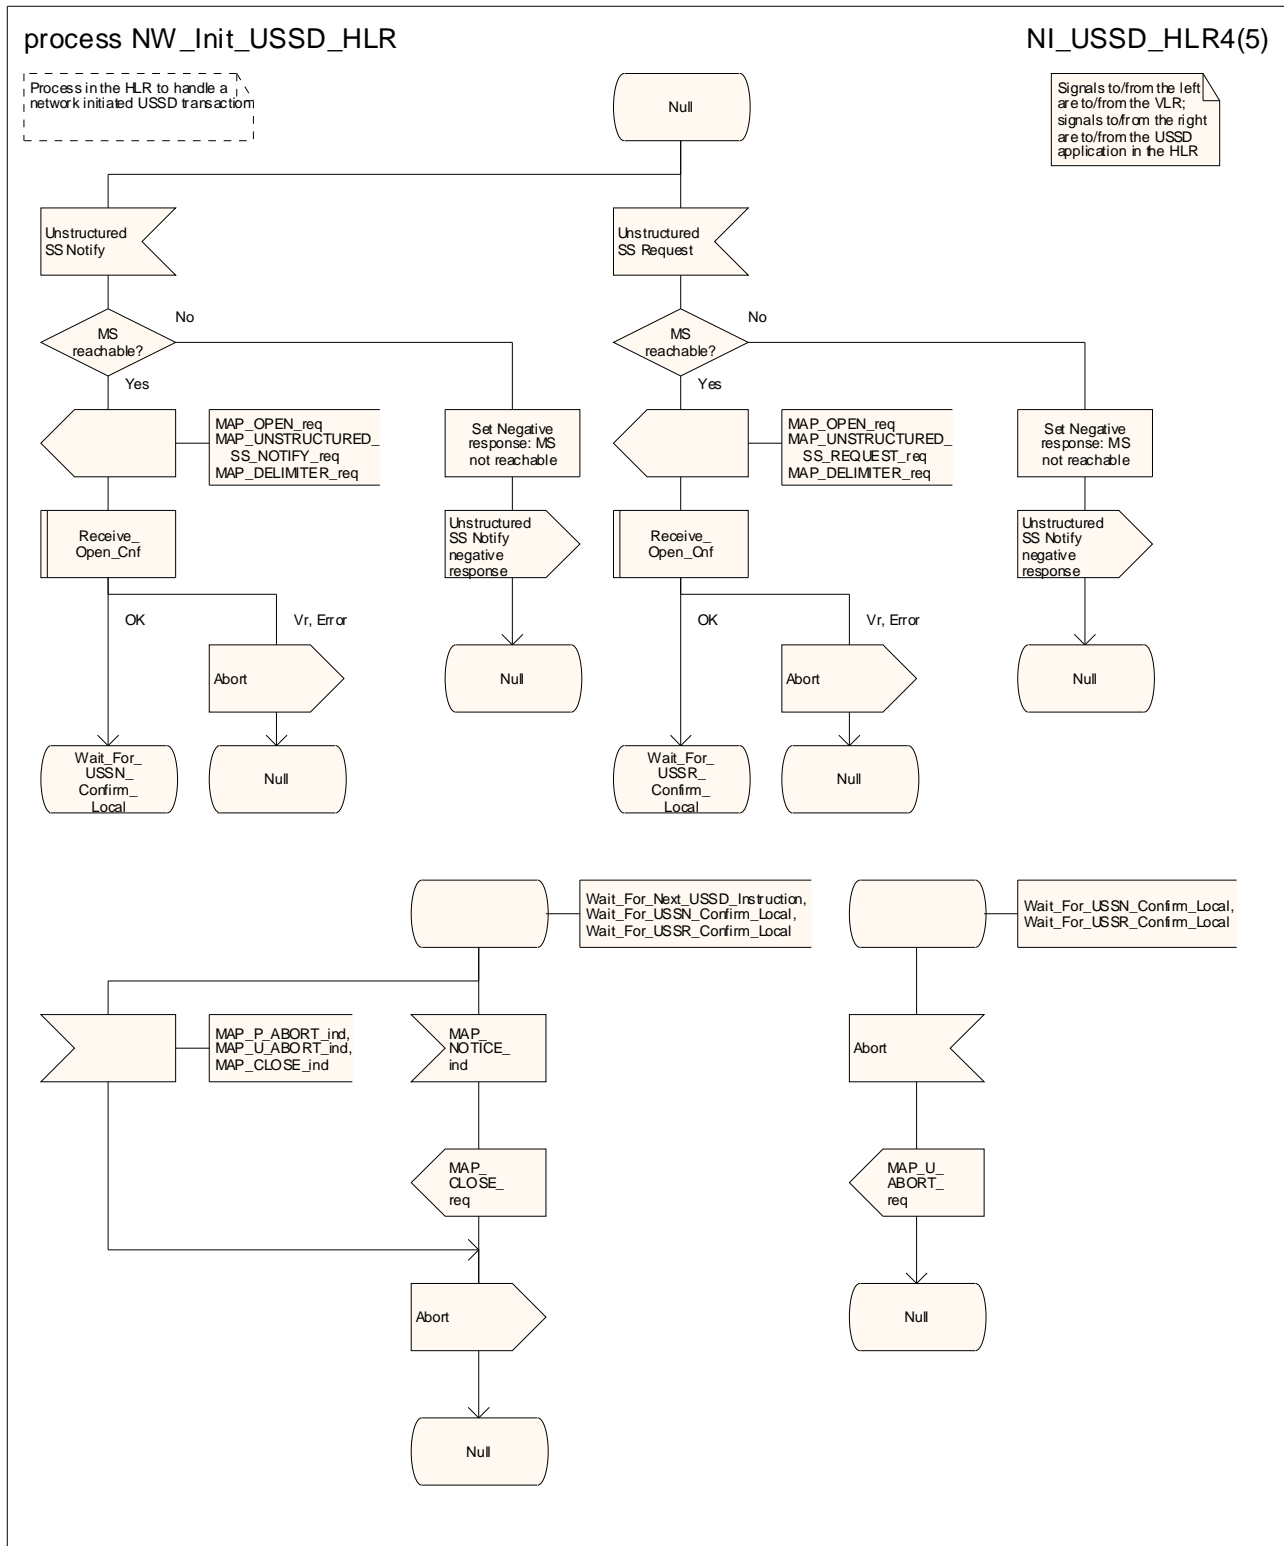 process NW_Init_USSD_HLR
NI_USSD_HLR4(5)
Process in the HLR to handle a
network initiated USSD transaction
Null
Signals to/from the left
are to/from the VLR;
signals to/from the right
are to/from the USSD
application in the HLR
Unstructured
SS Notify
Unstructured
SS Request
MS
reachable?
No
Yes
MS
reachable?
No
Yes
MAP_OPEN_req
MAP_UNSTRUCTURED_
SS_NOTIFY_req
MAP_DELIMITER_req
Set Negative
response: MS
not reachable
MAP_OPEN_req
MAP_UNSTRUCTURED_
SS_REQUEST_req
MAP_DELIMITER_req
Set Negative
response: MS
not reachable
Receive_
Open_Cnf
Unstructured
SS Notify
negative
response
Receive_
Open_Cnf
Unstructured
SS Notify
negative
response
OK
Vr, Error
OK
Vr, Error
Abort
Null
Abort
Null
Wait_For_
USSN_
Confirm_
Local
Null
Wait_For_
USSR_
Confirm_
Local
Null
Wait_For_Next_USSD_Instruction,
Wait_For_USSN_Confirm_Local,
Wait_For_USSR_Confirm_Local
Wait_For_USSN_Confirm_Local,
Wait_For_USSR_Confirm_Local
MAP_P_ABORT_ind,
MAP_U_ABORT_ind,
MAP_CLOSE_ind
MAP_
NOTICE_
ind
Abort
MAP_
CLOSE_
req
MAP_U_
ABORT_
req
Abort
Null
Null